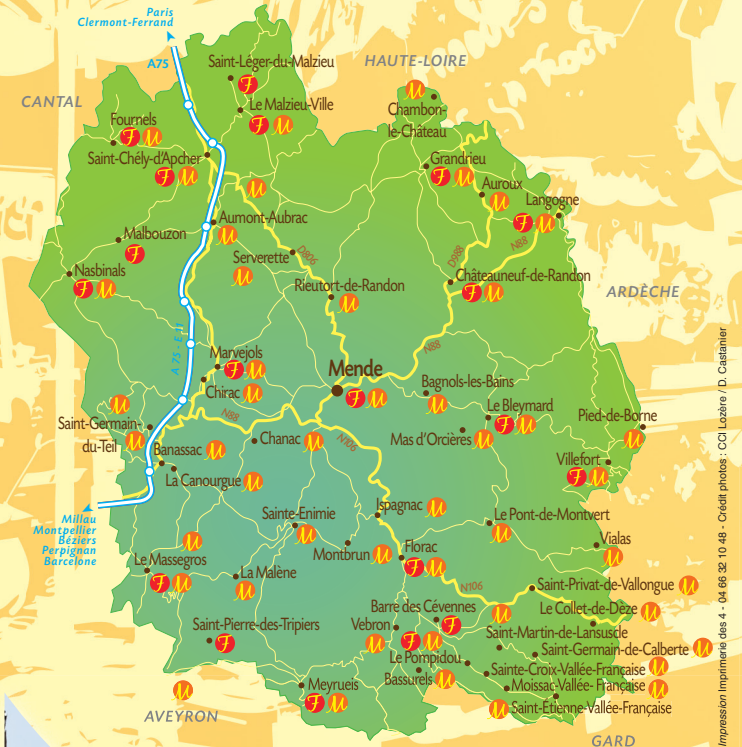 Paris
Clermont-Ferrand
A75
Saint-Léger-du-Malzieu
HAUTE-LOIRE
CANTAL
Le Malzieu-Ville
Chambon-
le-Château
Fournels
Saint-Chély-d'Apcher
Grandrieu
Auroux
Langogne
Malbouzon
Aumont-Aubrac
N88
D988
D806
Serverette
Nasbinals
Rieutort-de-Randon
Châteauneuf-de-Randon
ARDÈCHE
A 75 - E 11
N88
Marvejols
Mende
Chirac
Bagnols-les-Bains
Le Bleymard
Pied-de-Borne
Saint-Germain-
du-Teil
N88
Chanac
N106
Mas d'Orcières
Banassac
La Canourgue
Villefort
Millau
Montpellier
Béziers
Perpignan
Barcelone
Sainte-Enimie
Ispagnac
Le Pont-de-Montvert
Montbrun
Florac
Vialas
Le Massegros
La Malène
N106
Saint-Privat-de-Vallongue
Barre des Cévennes
Le Collet-de-Dèze
Saint-Pierre-des-Tripiers
Vebron
Saint-Martin-de-Lansuscle
Saint-Germain-de-Calberte
Le Pompidou
Sainte-Croix-Vallée-Française
Bassurels
Moissac-Vallée-Française
Meyrueis
Saint-Étienne-Vallée-Française
AVEYRON
GARD
Impression Imprimerie des 4 - 04 66 32 10 48 - Crédit photos : CCI Lozère / D. Castanier